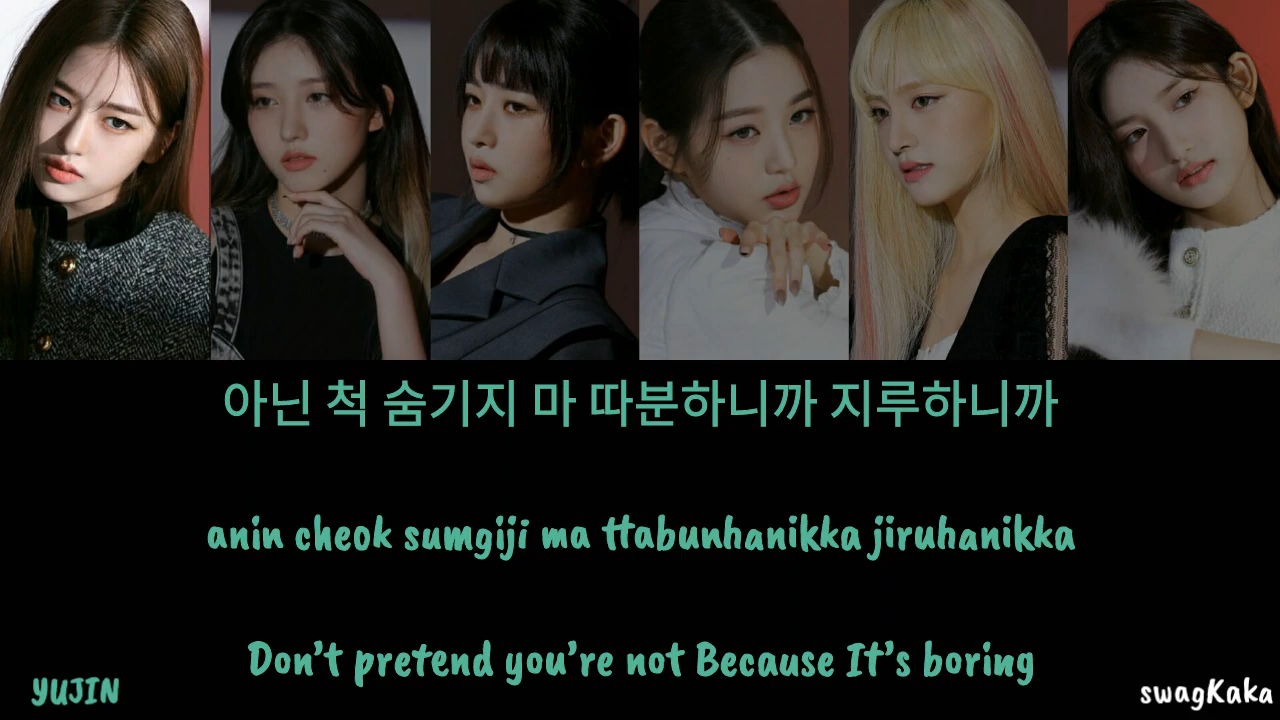 아닌 척 숨기지 마 따분하니까 지루하니까
anin cheok sumgiji ma ttabunhanikka jiruhanikka
Don't pretend you're not Because It's boring
YUJIN
swagKaka